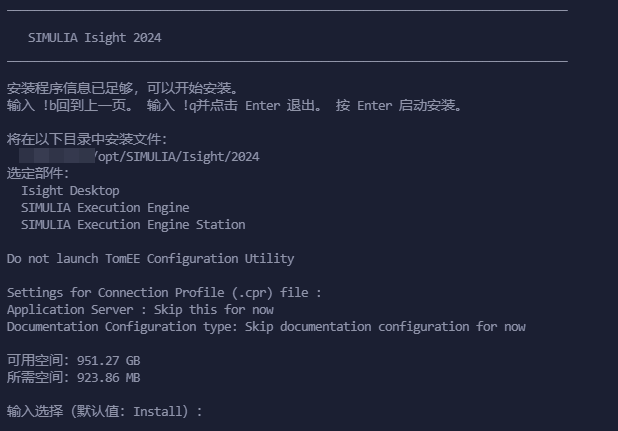 SIMULIA Isight 2024
安装程序信息已足够，可以开始安装。
输入 !b回到上一页。 输入 !q并点击 Enter 退出。 按 Enter 启动安装。
将在以下目录中安装文件:
/opt/SIMULIA/Isight/2024
选定部件:
Isight Desktop
SIMULIA Execution Engine
SIMULIA Execution Engine Station
Do not launch TomEE Configuration Utility
Settings for Connection Profile (.cpr) file :
Application Server : Skip this for now
Documentation Configuration type: Skip documentation configuration for now
可用空间: 951.27 GB
所需空间: 923.86 MB
输入选择 (默认值: Install) :